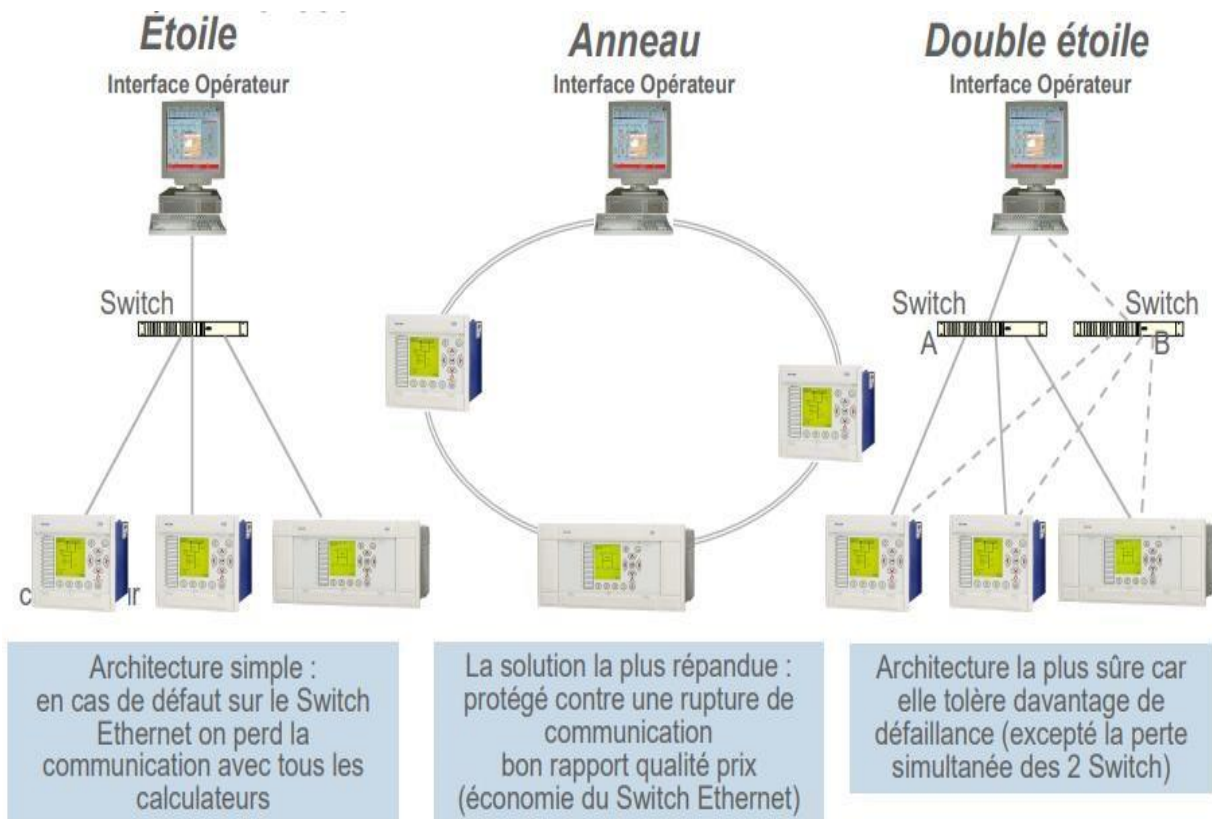 Étoile
Interface Opérateur
Switch
Architecture simple :
en cas de défaut sur le Switch
Ethernet on perd la
communication avec tous les
calculateurs
Anneau
Interface Opérateur
La solution la plus répandue :
protégé contre une rupture de
communication
bon rapport qualité prix
(économie du Switch Ethernet)
Double étoile
Interface Opérateur
Switch
A
Switch
B
Architecture la plus sûre car
elle tolère davantage de
défaillance (excepté la perte
simultanée des 2 Switch)